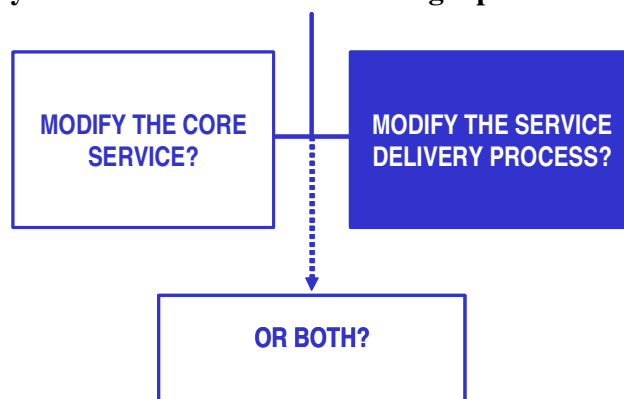 MODIFY THE CORE
SERVICE?
MODIFY THE SERVICE
DELIVERY PROCESS?
OR BOTH?